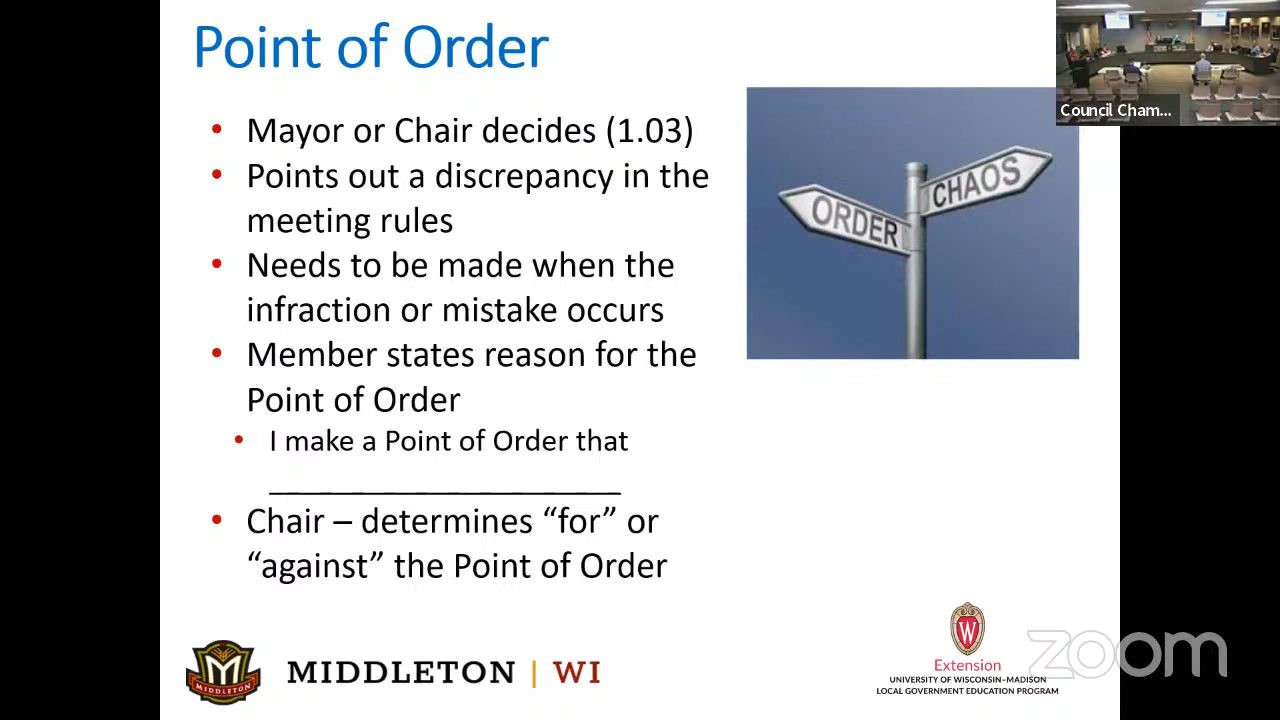 Point of Order
Council Cham...
• Mayor or Chair decides (1.03)
• Points out a discrepancy in the
meeting rules
• Needs to be made when the
infraction or mistake occurs
• Member states reason for the
Point of Order
• I make a Point of Order that
____________________
• Chair – determines “for” or
“against” the Point of Order
ORDER
CHAOS
M
MIDDLETON
MIDDLETON | WI
W
Extension
UNIVERSITY OF WISCONSIN–MADISON
LOCAL GOVERNMENT EDUCATION PROGRAM
zoom